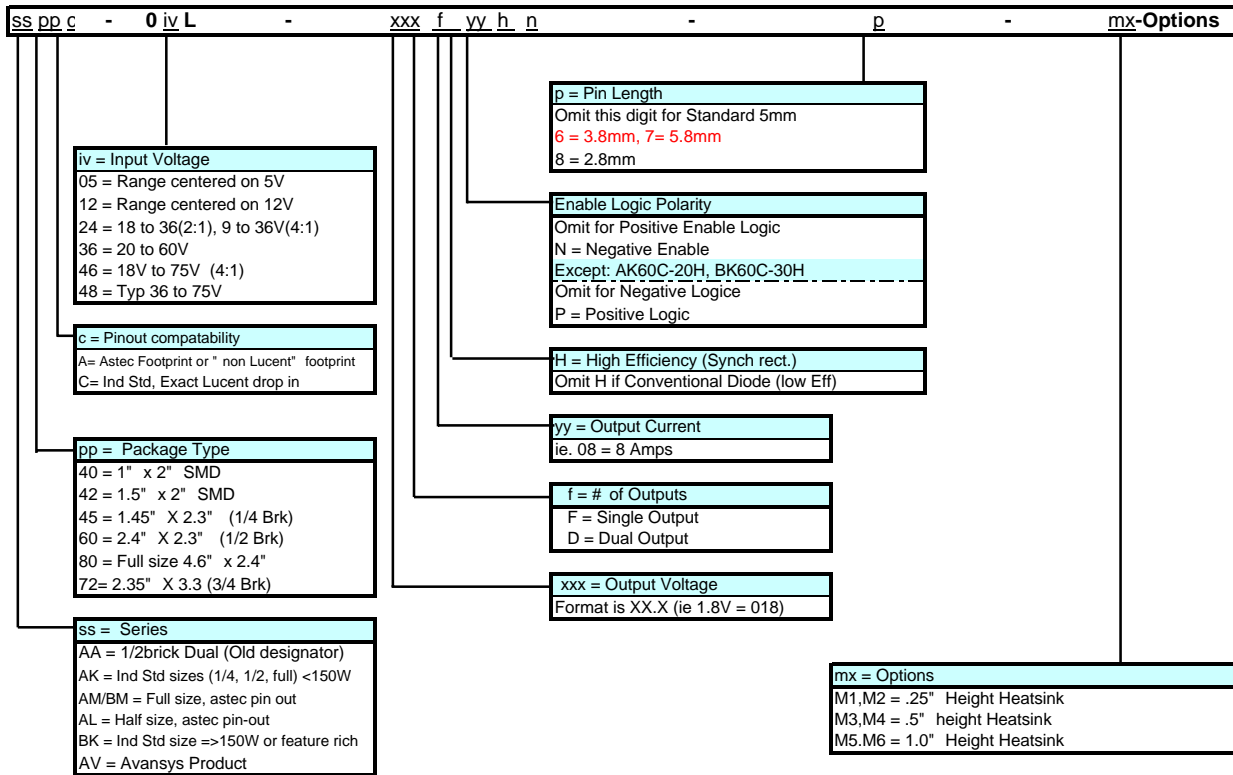 ss pp c - 0 iv L - xxx f yy h n - p - mx-Options
p = Pin Length
Omit this digit for Standard 5mm
6 = 3.8mm, 7= 5.8mm
8 = 2.8mm
iv = Input Voltage
05 = Range centered on 5V
12 = Range centered on 12V
24 = 18 to 36(2:1), 9 to 36V(4:1)
36 = 20 to 60V
46 = 18V to 75V (4:1)
48 = Typ 36 to 75V
Enable Logic Polarity
Omit for Positive Enable Logic
N = Negative Enable
Except: AK60C-20H, BK60C-30H
Omit for Negative Logice
P = Positive Logic
c = Pinout compatability
A= Astec Footprint or " non Lucent" footprint
C= Ind Std, Exact Lucent drop in
H = High Efficiency (Synch rect.)
Omit H if Conventional Diode (low Eff)
pp = Package Type
40 = 1" x 2" SMD
42 = 1.5" x 2" SMD
45 = 1.45" X 2.3" (1/4 Brk)
60 = 2.4" X 2.3" (1/2 Brk)
80 = Full size 4.6" x 2.4"
72= 2.35" X 3.3 (3/4 Brk)
yy = Output Current
ie. 08 = 8 Amps
f = # of Outputs
F = Single Output
D = Dual Output
xxx = Output Voltage
Format is XX.X (ie 1.8V = 018)
ss = Series
AA = 1/2brick Dual (Old designator)
AK = Ind Std sizes (1/4, 1/2, full) <150W
AM/BM = Full size, astec pin out
AL = Half size, astec pin-out
BK = Ind Std size =>150W or feature rich
AV = Avansys Product
mx = Options
M1,M2 = .25" Height Heatsink
M3,M4 = .5" height Heatsink
M5.M6 = 1.0" Height Heatsink